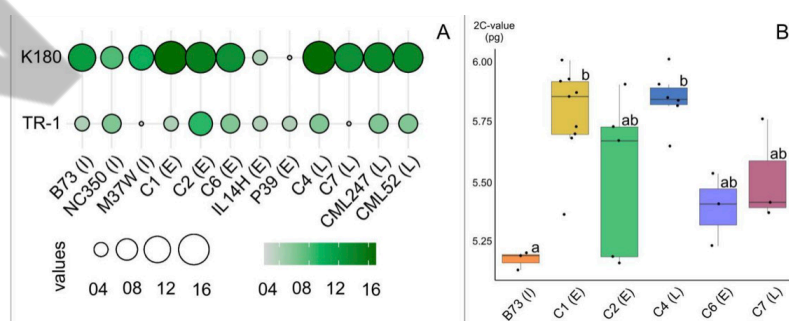 A
K180
TR-1
B73 (I)
NC350 (I)
M37W (I)
C1 (E)
C2 (E)
C6 (E)
IL14H (E)
P39 (E)
C4 (L)
C7 (L)
CML247 (L)
CML52 (L)
values
04 08 12 16
04 08 12 16
2C-value
(pg)
B
6.00
5.75
5.50
5.25
a
b
ab
b
ab
ab
B73 (I)
C1 (E)
C2 (E)
C4 (L)
C6 (E)
C7 (L)